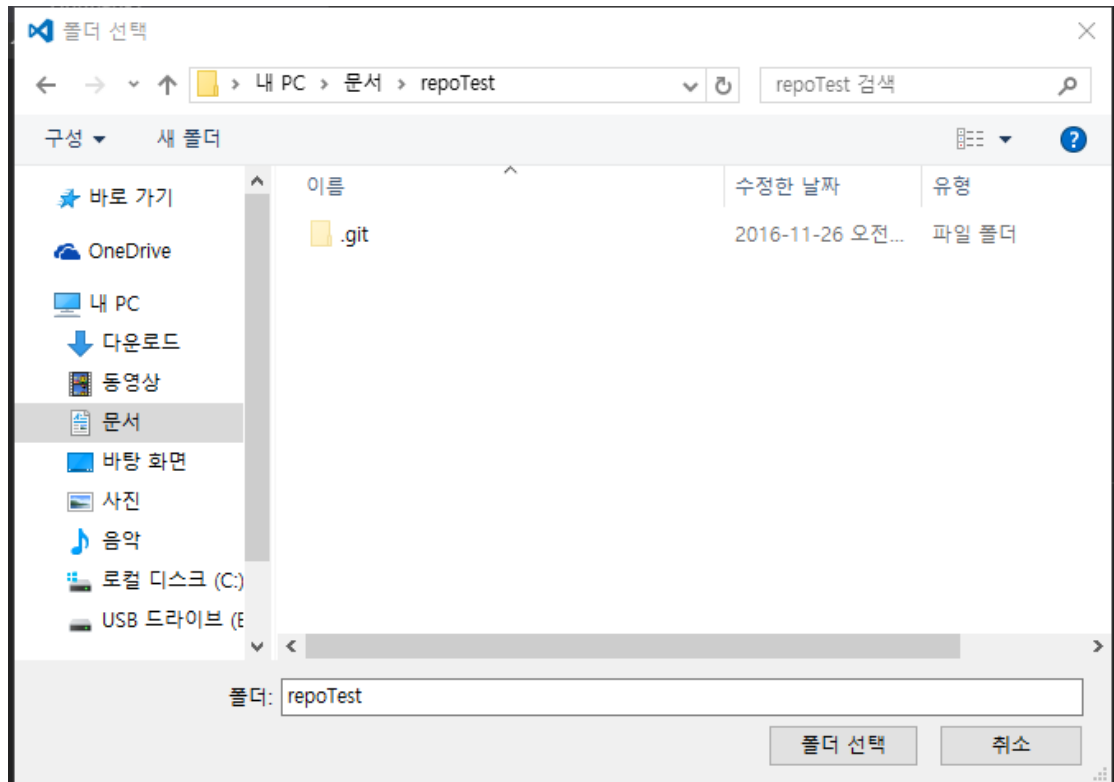 폴더 선택
내 PC > 문서 > repoTest
repoTest 검색
구성
새 폴더
이름
수정한 날짜
유형
.git
2016-11-26 오전...
파일 폴더
바로 가기
OneDrive
내 PC
다운로드
동영상
문서
바탕 화면
사진
음악
로컬 디스크 (C:)
USB 드라이브 (E
폴더:
repoTest
폴더 선택
취소